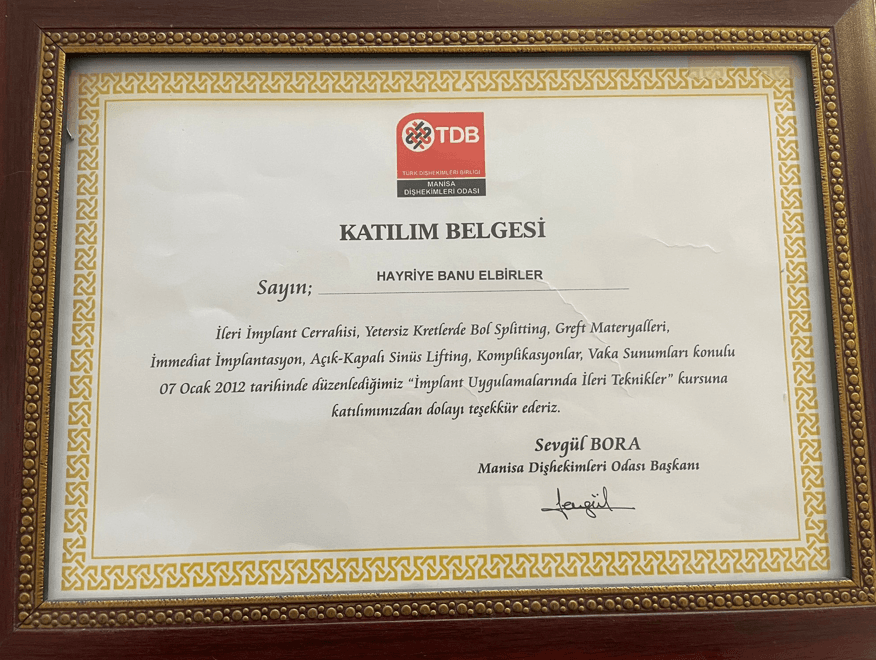 TDB
TÜRK DİŞHEKİMLERİ BİRLİĞİ
MANİSA
DİŞHEKİMLERİ ODASI
KATILIM BELGESİ
HAYRİYE BANU ELBİRLER
Sayın;
İleri İmplant Cerrahisi, Yetersiz Kretlerde Bol Splitting, Greft Materyalleri,
İmmediat İmplantasyon, Açık-Kapalı Sinüs Lifting, Komplikasyonlar, Vaka Sunumları konulu
07 Ocak 2012 tarihinde düzenlediğimiz “İmplant Uygulamalarında İleri Teknikler” kursuna
katılımınızdan dolayı teşekkür ederiz.
Sevgül BORA
Manisa Dişhekimleri Odası Başkanı
Sevgül